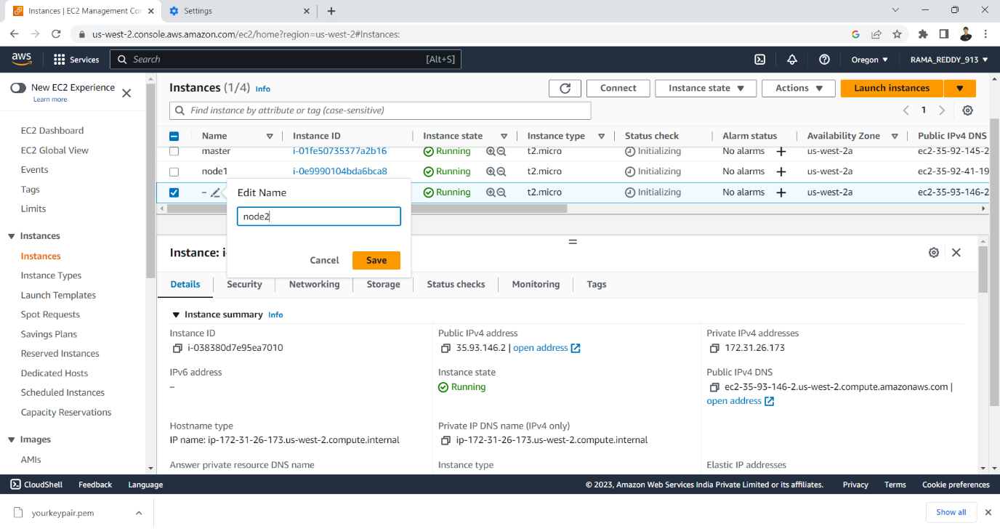 Instances | EC2 Management Con
Settings
us-west-2.console.aws.amazon.com/ec2/home?region=us-west-2#Instances:
aws
Services
Search
[Alt+S]
Oregon
RAMA_REDDY_913
New EC2 Experience
Learn more
EC2 Dashboard
EC2 Global View
Events
Tags
Limits
Instances
Instances
Instance Types
Launch Templates
Spot Requests
Savings Plans
Reserved Instances
Dedicated Hosts
Scheduled Instances
Capacity Reservations
Images
AMIs
Instances (1/4) Info
Connect
Instance state
Actions
Launch instances
Find instance by attribute or tag (case-sensitive)
1
Name Instance ID Instance state Instance type Status check Alarm status Availability Zone Public IPv4 DNS
master i-01fe50735377a2b16 Running t2.micro Initializing No alarms us-west-2a ec2-35-92-145-2
node1 i-0e9990104bda6bca8 Running t2.micro Initializing No alarms us-west-2a ec2-35-92-41-19
– Running t2.micro Initializing No alarms us-west-2a ec2-35-93-146-2
Edit Name
node2
Cancel
Save
Instance: i-
Details
Security
Networking
Storage
Status checks
Monitoring
Tags
Instance summary Info
Instance ID
i-038380d7e95ea7010
Public IPv4 address
35.93.146.2 | open address
Private IPv4 addresses
172.31.26.173
IPv6 address
–
Instance state
Running
Public IPv4 DNS
ec2-35-93-146-2.us-west-2.compute.amazonaws.com |
open address
Hostname type
IP name: ip-172-31-26-173.us-west-2.compute.internal
Private IP DNS name (IPv4 only)
ip-172-31-26-173.us-west-2.compute.internal
Answer private resource DNS name
Instance type
Elastic IP addresses
CloudShell
Feedback
Language
© 2023, Amazon Web Services India Private Limited or its affiliates.
Privacy
Terms
Cookie preferences
yourkeypair.pem
Show all